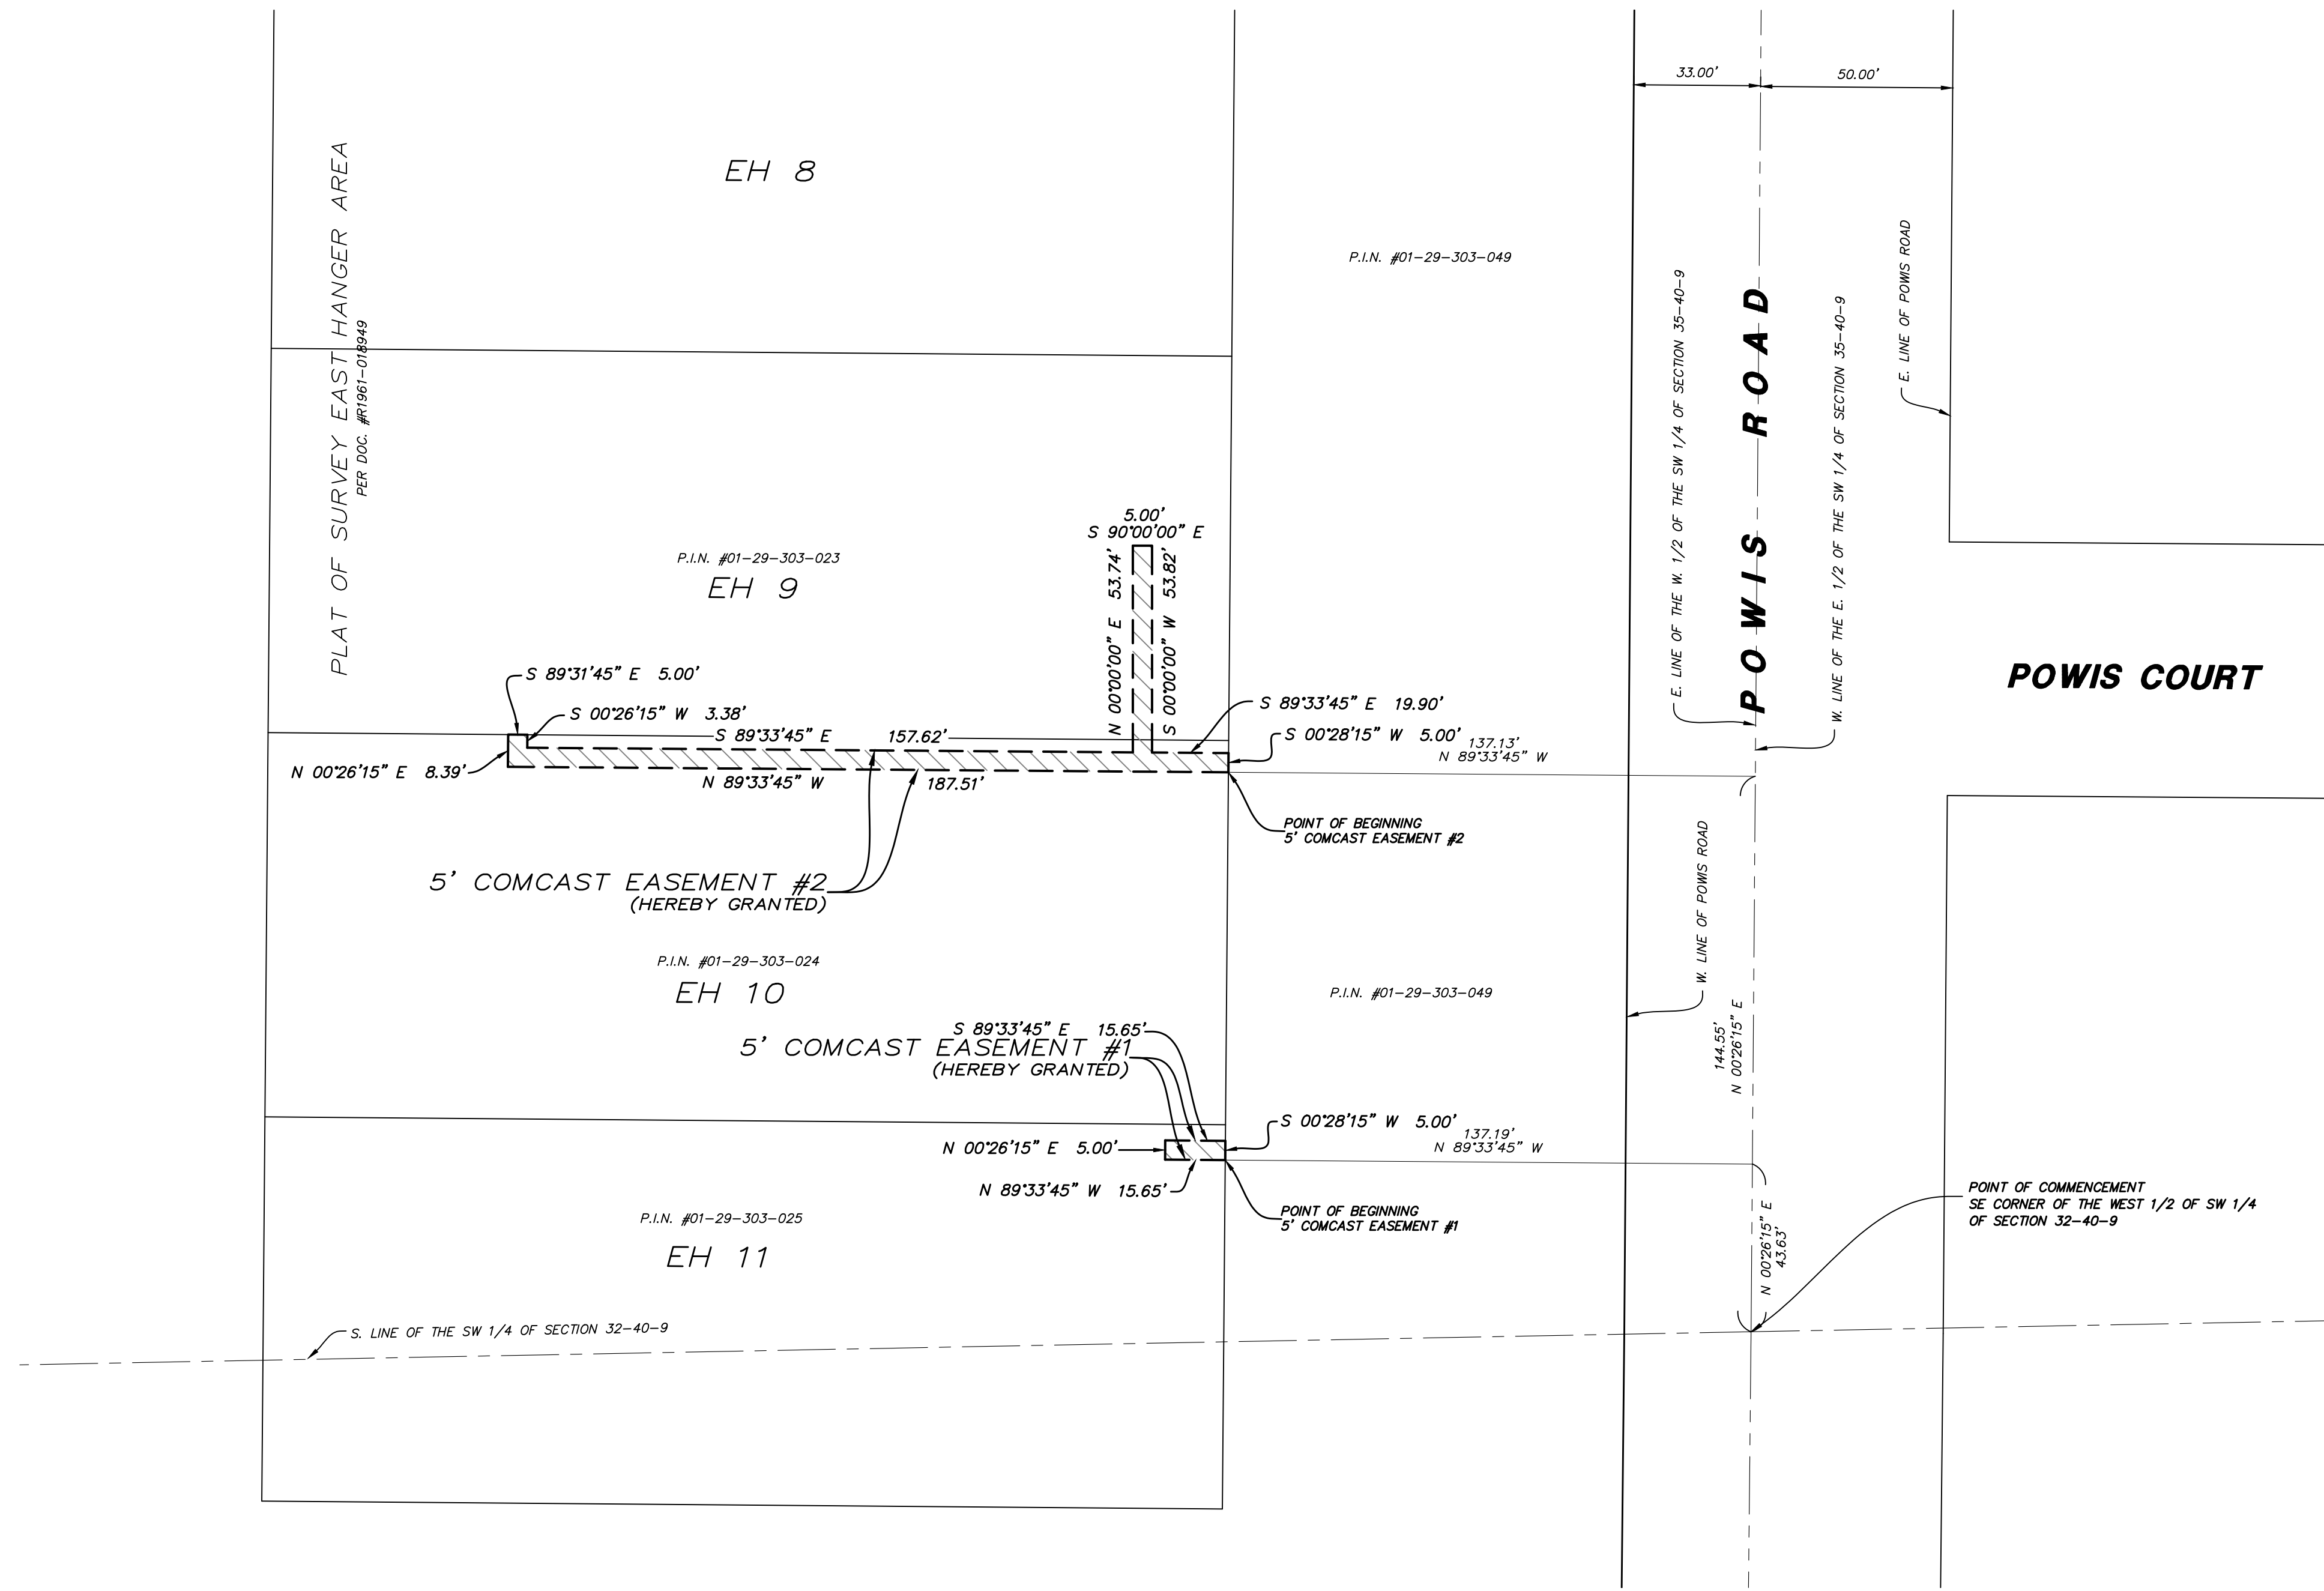 33.00'
50.00'
EH 8
PLAT OF SURVEY EAST HANGER AREA
PER DOC. #R1961-018949
P.I.N. #01-29-303-049
E. LINE OF THE W. 1/2 OF THE SW 1/4 OF SECTION 35-40-9
POWIS ROAD
W. LINE OF THE E. 1/2 OF THE SW 1/4 OF SECTION 35-40-9
E. LINE OF POWIS ROAD
5.00'
S 90°00'00" E
N 00°00'00" E 53.74'
S 00°00'00" W 53.82'
P.I.N. #01-29-303-023
EH 9
POWIS COURT
S 89°31'45" E 5.00'
S 00°26'15" W 3.38'
S 89°33'45" E 157.62'
S 89°33'45" E 19.90'
S 00°28'15" W 5.00'
137.13'
N 89°33'45" W
N 00°26'15" E 8.39'
N 89°33'45" W 187.51'
POINT OF BEGINNING
5' COMCAST EASEMENT #2
5' COMCAST EASEMENT #2
(HEREBY GRANTED)
W. LINE OF POWIS ROAD
P.I.N. #01-29-303-024
EH 10
P.I.N. #01-29-303-049
144.55'
N 00°26'15" E
S 89°33'45" E 15.65'
5' COMCAST EASEMENT #1
(HEREBY GRANTED)
S 00°28'15" W 5.00'
137.19'
N 89°33'45" W
N 00°26'15" E 5.00'
N 89°33'45" W 15.65'
POINT OF BEGINNING
5' COMCAST EASEMENT #1
POINT OF COMMENCEMENT
SE CORNER OF THE WEST 1/2 OF SW 1/4
OF SECTION 32-40-9
N 00°26'15" E
43.63'
P.I.N. #01-29-303-025
EH 11
S. LINE OF THE SW 1/4 OF SECTION 32-40-9